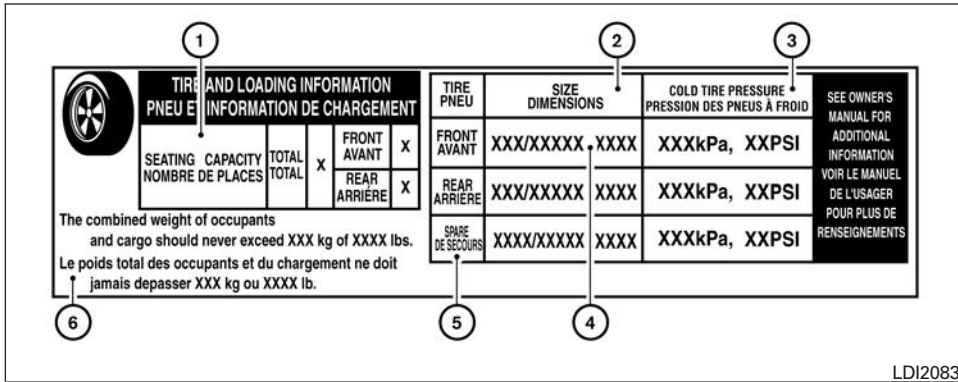 1
2
3
TIRE AND LOADING INFORMATION
PNEU ET INFORMATION DE CHARGEMENT
SEATING CAPACITY
NOMBRE DE PLACES
TOTAL
TOTAL
X
FRONT
AVANT
X
REAR
ARRIÉRE
X
The combined weight of occupants
and cargo should never exceed XXX kg of XXXX lbs.
Le poids total des occupants et du chargement ne doit
jamais depasser XXX kg ou XXXX lb.
TIRE
PNEU
SIZE
DIMENSIONS
COLD TIRE PRESSURE
PRESSION DES PNEUS À FROID
FRONT
AVANT
XXX/XXXXX XXXX
XXXkPa, XXPSI
REAR
ARRIÈRE
XXX/XXXXX XXXX
XXXkPa, XXPSI
SPARE
DE SECOURS
XXXX/XXXXX XXXX
XXXkPa, XXPSI
SEE OWNER'S
MANUAL FOR
ADDITIONAL
INFORMATION
VOIR LE MANUEL
DE L'USAGER
POUR PLUS DE
RENSEIGNEMENTS
6
5
4
LDI2083